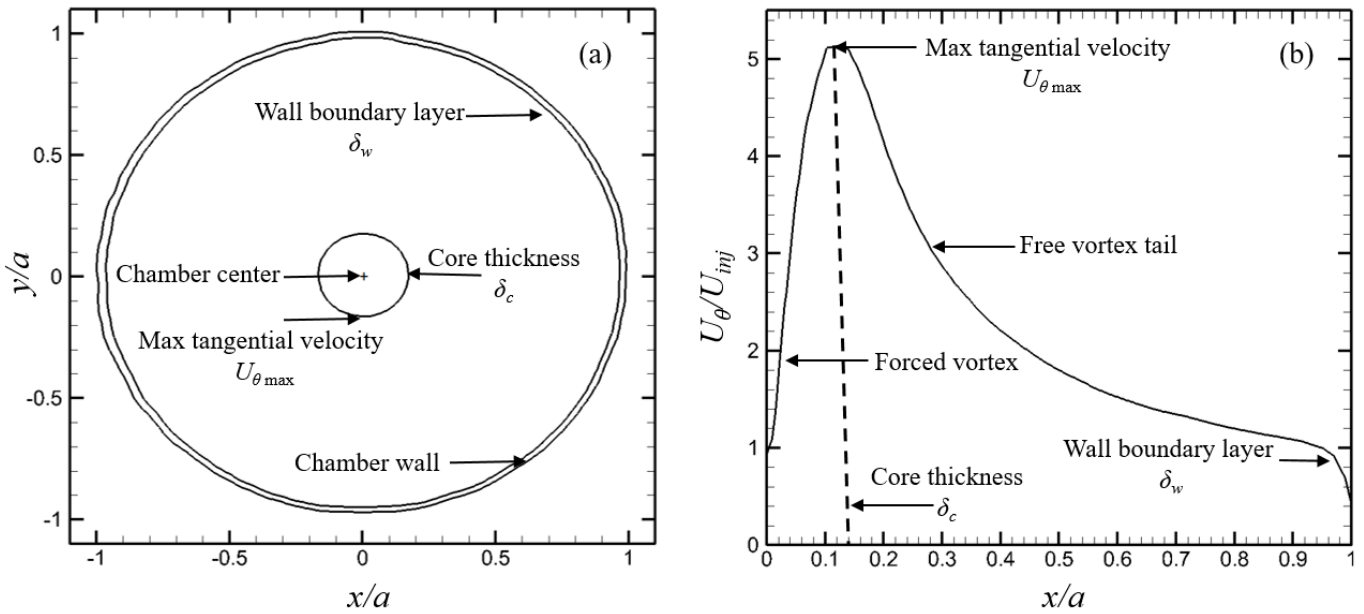 (a)
Wall boundary layer
δw
Chamber center
Core thickness
δc
Max tangential velocity
Uθ max
Chamber wall
y/a
1
0.5
0
-0.5
-1
-1
-0.5
0
0.5
1
x/a
(b)
Max tangential velocity
Uθ max
Free vortex tail
Forced vortex
Wall boundary layer
δw
Core thickness
δc
Uθ/Uinj
5
4
3
2
1
0
0
0.1
0.2
0.3
0.4
0.5
0.6
0.7
0.8
0.9
1
x/a